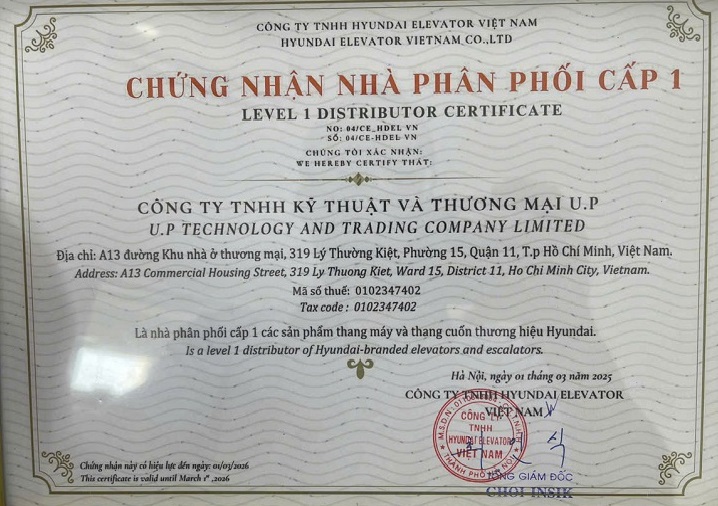 CÔNG TY TNHH HYUNDAI ELEVATOR VIỆT NAM
HYUNDAI ELEVATOR VIETNAM CO.,LTD
CHỨNG NHẬN NHÀ PHÂN PHỐI CẤP 1
LEVEL 1 DISTRIBUTOR CERTIFICATE
NO: 04/CE_HDEL VN
SỐ: 04/CE-HDEL VN
CHÚNG TÔI XÁC NHẬN:
WE HEREBY CERTIFY THAT:
CÔNG TY TNHH KỸ THUẬT VÀ THƯƠNG MẠI U.P
U.P TECHNOLOGY AND TRADING COMPANY LIMITED
Địa chỉ: A13 đường Khu nhà ở thương mại, 319 Lý Thường Kiệt, Phường 15, Quận 11, T.p Hồ Chí Minh, Việt Nam.
Address: A13 Commercial Housing Street, 319 Ly Thuong Kiet, Ward 15, District 11, Ho Chi Minh City, Vietnam.
Mã số thuế: 0102347402
Tax code : 0102347402
Là nhà phân phối cấp 1 các sản phẩm thang máy và thang cuốn thương hiệu Hyundai.
Is a level 1 distributor of Hyundai-branded elevators and escalators.
Hà Nội, ngày 01 tháng 03 năm 2025
CÔNG TY TNHH HYUNDAI ELEVATOR
VIỆT NAM
CÔNG TY
TNHH
HYUNDAI ELEVATOR
VIỆT NAM
THÀNH PHỐ HÀ NỘI
TỔNG GIÁM ĐỐC
CHOI INSIK
Chứng nhận này có hiệu lực đến ngày: 01/03/2026
This certificate is valid until March 1st ,2026